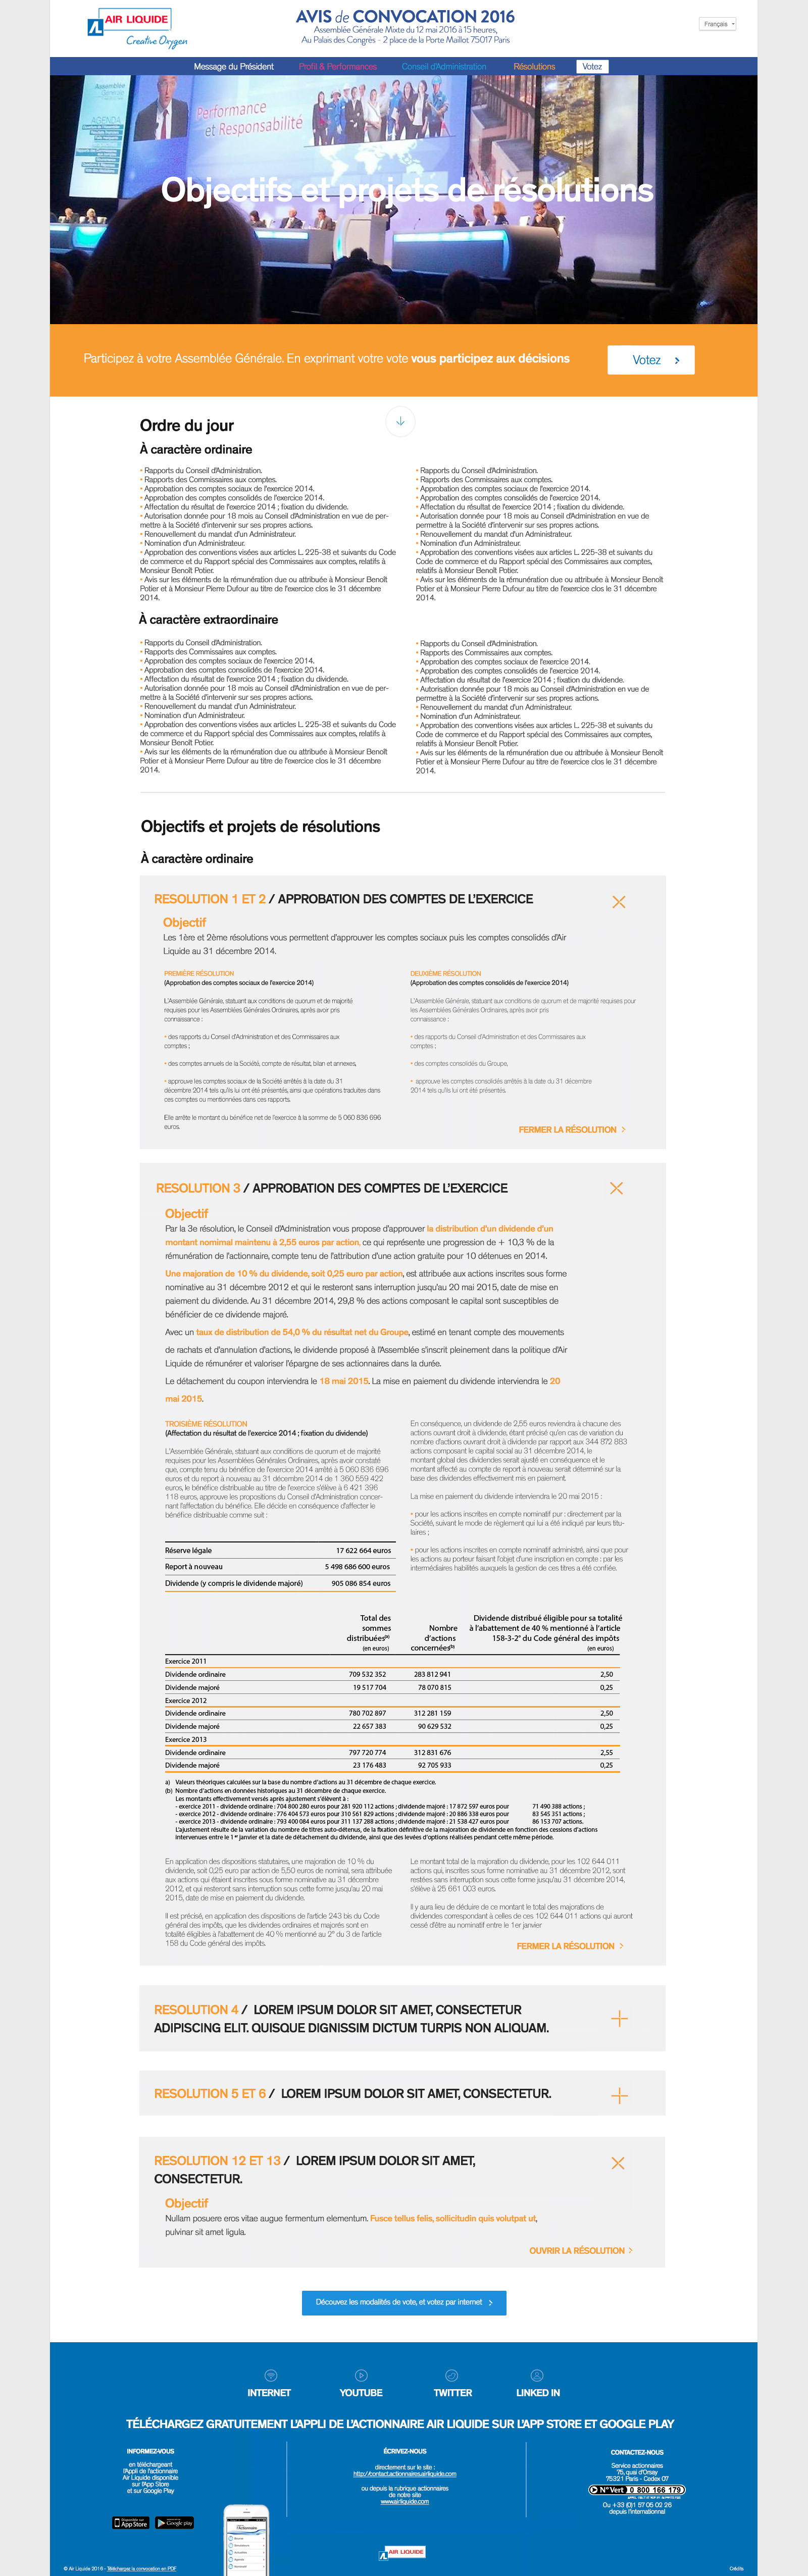 AIR LIQUIDE
Creative Oxygen
AVIS de CONVOCATION 2016
Assemblée Générale Mixte du 12 mai 2016 à 15 heures,
Au Palais des Congrès - 2 place de la Porte Maillot 75017 Paris
Français
Message du Président
Profil & Performances
Conseil d'Administration
Résolutions
Votez
AGENDA
Performance
et Responsabilité
Objectifs et projets de résolutions
Participez à votre Assemblée Générale. En exprimant votre vote vous participez aux décisions
Votez
Ordre du jour
À caractère ordinaire
• Rapports du Conseil d'Administration.
• Rapports des Commissaires aux comptes.
• Approbation des comptes sociaux de l'exercice 2014.
• Approbation des comptes consolidés de l'exercice 2014.
• Affectation du résultat de l'exercice 2014 ; fixation du dividende.
• Autorisation donnée pour 18 mois au Conseil d'Administration en vue de per-
mettre à la Société d'intervenir sur ses propres actions.
• Renouvellement du mandat d'un Administrateur.
• Nomination d'un Administrateur.
• Approbation des conventions visées aux articles L. 225-38 et suivants du Code
de commerce et du Rapport spécial des Commissaires aux comptes, relatifs à
Monsieur Benoît Potier.
• Avis sur les éléments de la rémunération due ou attribuée à Monsieur Benoît
Potier et à Monsieur Pierre Dufour au titre de l'exercice clos le 31 décembre
2014.
• Rapports du Conseil d'Administration.
• Rapports des Commissaires aux comptes.
• Approbation des comptes sociaux de l'exercice 2014.
• Approbation des comptes consolidés de l'exercice 2014.
• Affectation du résultat de l'exercice 2014 ; fixation du dividende.
• Autorisation donnée pour 18 mois au Conseil d'Administration en vue de
permettre à la Société d'intervenir sur ses propres actions.
• Renouvellement du mandat d'un Administrateur.
• Nomination d'un Administrateur.
• Approbation des conventions visées aux articles L. 225-38 et suivants du
Code de commerce et du Rapport spécial des Commissaires aux comptes,
relatifs à Monsieur Benoît Potier.
• Avis sur les éléments de la rémunération due ou attribuée à Monsieur Benoît
Potier et à Monsieur Pierre Dufour au titre de l'exercice clos le 31 décembre
2014.
À caractère extraordinaire
• Rapports du Conseil d'Administration.
• Rapports des Commissaires aux comptes.
• Approbation des comptes sociaux de l'exercice 2014.
• Approbation des comptes consolidés de l'exercice 2014.
• Affectation du résultat de l'exercice 2014 ; fixation du dividende.
• Autorisation donnée pour 18 mois au Conseil d'Administration en vue de per-
mettre à la Société d'intervenir sur ses propres actions.
• Renouvellement du mandat d'un Administrateur.
• Nomination d'un Administrateur.
• Approbation des conventions visées aux articles L. 225-38 et suivants du Code
de commerce et du Rapport spécial des Commissaires aux comptes, relatifs à
Monsieur Benoît Potier.
• Avis sur les éléments de la rémunération due ou attribuée à Monsieur Benoît
Potier et à Monsieur Pierre Dufour au titre de l'exercice clos le 31 décembre
2014.
• Rapports du Conseil d'Administration.
• Rapports des Commissaires aux comptes.
• Approbation des comptes sociaux de l'exercice 2014.
• Approbation des comptes consolidés de l'exercice 2014.
• Affectation du résultat de l'exercice 2014 ; fixation du dividende.
• Autorisation donnée pour 18 mois au Conseil d'Administration en vue de
permettre à la Société d'intervenir sur ses propres actions.
• Renouvellement du mandat d'un Administrateur.
• Nomination d'un Administrateur.
• Approbation des conventions visées aux articles L. 225-38 et suivants du
Code de commerce et du Rapport spécial des Commissaires aux comptes,
relatifs à Monsieur Benoît Potier.
• Avis sur les éléments de la rémunération due ou attribuée à Monsieur Benoît
Potier et à Monsieur Pierre Dufour au titre de l'exercice clos le 31 décembre
2014.
Objectifs et projets de résolutions
À caractère ordinaire
RESOLUTION 1 ET 2 / APPROBATION DES COMPTES DE L'EXERCICE
Objectif
Les 1ère et 2ème résolutions vous permettent d'approuver les comptes sociaux puis les comptes consolidés d'Air
Liquide au 31 décembre 2014.
PREMIÈRE RÉSOLUTION
(Approbation des comptes sociaux de l'exercice 2014)
L'Assemblée Générale, statuant aux conditions de quorum et de majorité
requises pour les Assemblées Générales Ordinaires, après avoir pris
connaissance :
• des rapports du Conseil d'Administration et des Commissaires aux
comptes ;
• des comptes annuels de la Société, compte de résultat, bilan et annexes,
• approuve les comptes sociaux de la Société arrêtés à la date du 31
décembre 2014 tels qu'ils lui ont été présentés, ainsi que opérations traduites dans
ces comptes ou mentionnées dans ces rapports.
Elle arrête le montant du bénéfice net de l'exercice à la somme de 5 060 836 696
euros.
DEUXIÈME RÉSOLUTION
(Approbation des comptes consolidés de l'exercice 2014)
L'Assemblée Générale, statuant aux conditions de quorum et de majorité requises pour
les Assemblées Générales Ordinaires, après avoir pris
connaissance :
• des rapports du Conseil d'Administration et des Commissaires aux
comptes ;
• des comptes consolidés du Groupe,
• approuve les comptes consolidés arrêtés à la date du 31 décembre
2014 tels qu'ils lui ont été présentés.
FERMER LA RÉSOLUTION >
RESOLUTION 3 / APPROBATION DES COMPTES DE L'EXERCICE
Objectif
Par la 3e résolution, le Conseil d'Administration vous propose d'approuver la distribution d'un dividende d'un
montant nomimal maintenu à 2,55 euros par action, ce qui représente une progression de + 10,3 % de la
rémunération de l'actionnaire, compte tenu de l'attribution d'une action gratuite pour 10 détenues en 2014.
Une majoration de 10 % du dividende, soit 0,25 euro par action, est attribuée aux actions inscrites sous forme
nominative au 31 décembre 2012 et qui le resteront sans interruption jusqu'au 20 mai 2015, date de mise en
paiement du dividende. Au 31 décembre 2014, 29,8 % des actions composant le capital sont susceptibles de
bénéficier de ce dividende majoré.
Avec un taux de distribution de 54,0 % du résultat net du Groupe, estimé en tenant compte des mouvements
de rachats et d'annulation d'actions, le dividende proposé à l'Assemblée s'inscrit pleinement dans la politique d'Air
Liquide de rémunérer et valoriser l'épargne de ses actionnaires dans la durée.
Le détachement du coupon interviendra le 18 mai 2015. La mise en paiement du dividende interviendra le 20
mai 2015.
TROISIÈME RÉSOLUTION
(Affectation du résultat de l'exercice 2014 ; fixation du dividende)
L'Assemblée Générale, statuant aux conditions de quorum et de majorité
requises pour les Assemblées Générales Ordinaires, après avoir constaté
que, compte tenu du bénéfice de l'exercice 2014 arrêté à 5 060 836 696
euros et du report à nouveau au 31 décembre 2014 de 1 360 559 422
euros, le bénéfice distribuable au titre de l'exercice s'élève à 6 421 396
118 euros, approuve les propositions du Conseil d'Administration concer-
nant l'affectation du bénéfice. Elle décide en conséquence d'affecter le
bénéfice distribuable comme suit :
Réserve légale 17 622 664 euros
Report à nouveau 5 498 686 600 euros
Dividende (y compris le dividende majoré) 905 086 854 euros
En conséquence, un dividende de 2,55 euros reviendra à chacune des
actions ouvrant droit à dividende, étant précisé qu'en cas de variation du
nombre d'actions ouvrant droit à dividende par rapport aux 344 872 883
actions composant le capital social au 31 décembre 2014, le
montant global des dividendes serait ajusté en conséquence et le
montant affecté au compte de report à nouveau serait déterminé sur la
base des dividendes effectivement mis en paiement.
La mise en paiement du dividende interviendra le 20 mai 2015 :
• pour les actions inscrites en compte nominatif pur : directement par la
Société, suivant le mode de règlement qui lui a été indiqué par leurs titu-
laires ;
• pour les actions inscrites en compte nominatif administré, ainsi que pour
les actions au porteur faisant l'objet d'une inscription en compte : par les
intermédiaires habilités auxquels la gestion de ces titres a été confiée.
Total des
sommes
distribuées(a)
(en euros)
Nombre
d'actions
concernées(b)
Dividende distribué éligible pour sa totalité
à l'abattement de 40 % mentionné à l'article
158-3-2° du Code général des impôts
(en euros)
Exercice 2011
Dividende ordinaire 709 532 352 283 812 941 2,50
Dividende majoré 19 517 704 78 070 815 0,25
Exercice 2012
Dividende ordinaire 780 702 897 312 281 159 2,50
Dividende majoré 22 657 383 90 629 532 0,25
Exercice 2013
Dividende ordinaire 797 720 774 312 831 676 2,55
Dividende majoré 23 176 483 92 705 933 0,25
a) Valeurs théoriques calculées sur la base du nombre d'actions au 31 décembre de chaque exercice.
(b) Nombre d'actions en données historiques au 31 décembre de chaque exercice.
Les montants effectivement versés après ajustement s'élèvent à :
- exercice 2011 - dividende ordinaire : 704 800 280 euros pour 281 920 112 actions ; dividende majoré : 17 872 597 euros pour 71 490 388 actions ;
- exercice 2012 - dividende ordinaire : 776 404 573 euros pour 310 561 829 actions ; dividende majoré : 20 886 338 euros pour 83 545 351 actions ;
- exercice 2013 - dividende ordinaire : 793 400 084 euros pour 311 137 288 actions ; dividende majoré : 21 538 427 euros pour 86 153 707 actions.
L'ajustement résulte de la variation du nombre de titres auto-détenus, de la fixation définitive de la majoration de dividende en fonction des cessions d'actions
intervenues entre le 1er janvier et la date de détachement du dividende, ainsi que des levées d'options réalisées pendant cette même période.
En application des dispositions statutaires, une majoration de 10 % du
dividende, soit 0,25 euro par action de 5,50 euros de nominal, sera attribuée
aux actions qui étaient inscrites sous forme nominative au 31 décembre
2012, et qui resteront sans interruption sous cette forme jusqu'au 20 mai
2015, date de mise en paiement du dividende.
Il est précisé, en application des dispositions de l'article 243 bis du Code
général des impôts, que les dividendes ordinaires et majorés sont en
totalité éligibles à l'abattement de 40 % mentionné au 2° du 3 de l'article
158 du Code général des impôts.
Le montant total de la majoration du dividende, pour les 102 644 011
actions qui, inscrites sous forme nominative au 31 décembre 2012, sont
restées sans interruption sous cette forme jusqu'au 31 décembre 2014,
s'élève à 25 661 003 euros.
Il y aura lieu de déduire de ce montant le total des majorations de
dividendes correspondant à celles de ces 102 644 011 actions qui auront
cessé d'être au nominatif entre le 1er janvier
FERMER LA RÉSOLUTION >
RESOLUTION 4 / LOREM IPSUM DOLOR SIT AMET, CONSECTETUR
ADIPISCING ELIT. QUISQUE DIGNISSIM DICTUM TURPIS NON ALIQUAM.
RESOLUTION 5 ET 6 / LOREM IPSUM DOLOR SIT AMET, CONSECTETUR.
RESOLUTION 12 ET 13 / LOREM IPSUM DOLOR SIT AMET,
CONSECTETUR.
Objectif
Nullam posuere eros vitae augue fermentum elementum. Fusce tellus felis, sollicitudin quis volutpat ut,
pulvinar sit amet ligula.
OUVRIR LA RÉSOLUTION >
Découvez les modalités de vote, et votez par internet >
INTERNET
YOUTUBE
TWITTER
LINKED IN
TÉLÉCHARGEZ GRATUITEMENT L'APPLI DE L'ACTIONNAIRE AIR LIQUIDE SUR L'APP STORE ET GOOGLE PLAY
INFORMEZ-VOUS
en téléchargeant
l'Appli de l'actionnaire
Air Liquide disponible
sur l'App Store
et sur Google Play
App Store
Google play
ÉCRIVEZ-NOUS
directement sur le site :
http://contact.actionnaires.airliquide.com
ou depuis la rubrique actionnaires
de notre site
www.airliquide.com
AIR LIQUIDE
CONTACTEZ-NOUS
Service actionnaires
75, quai d'Orsay
75321 Paris - Cedex 07
N° Vert 0 800 166 179
Ou +33 (0)1 57 05 02 26
depuis l'international
© Air Liquide 2016 - Téléchargez la convocation en PDF
Crédits